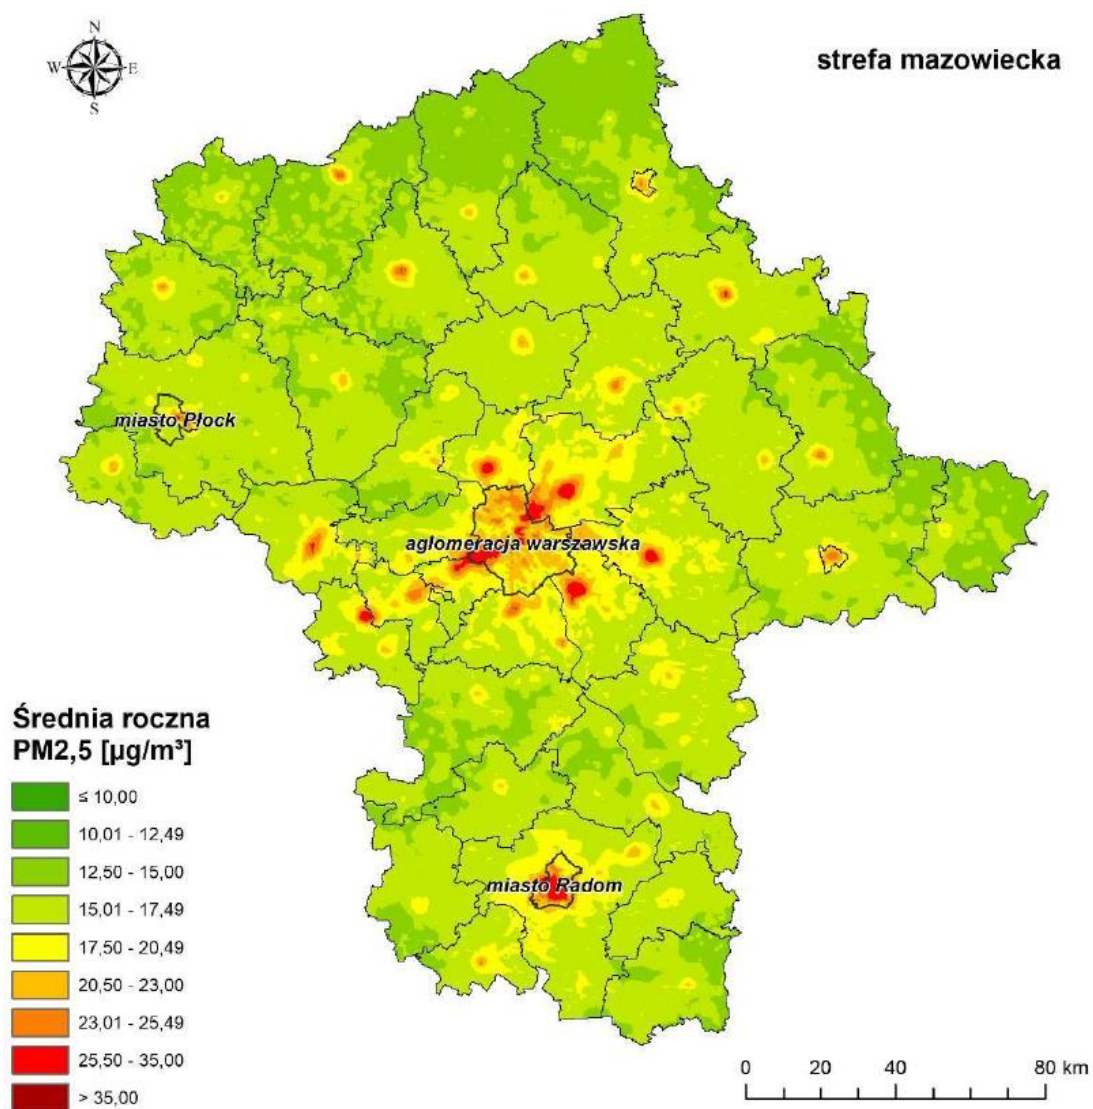 N
W E
S
strefa mazowiecka
miasto Płock
aglomeracja warszawska
miasto Radom
Średnia roczna
PM2,5 [µg/m³]
≤ 10,00
10,01 - 12,49
12,50 - 15,00
15,01 - 17,49
17,50 - 20,49
20,50 - 23,00
23,01 - 25,49
25,50 - 35,00
> 35,00
0 20 40 80 km